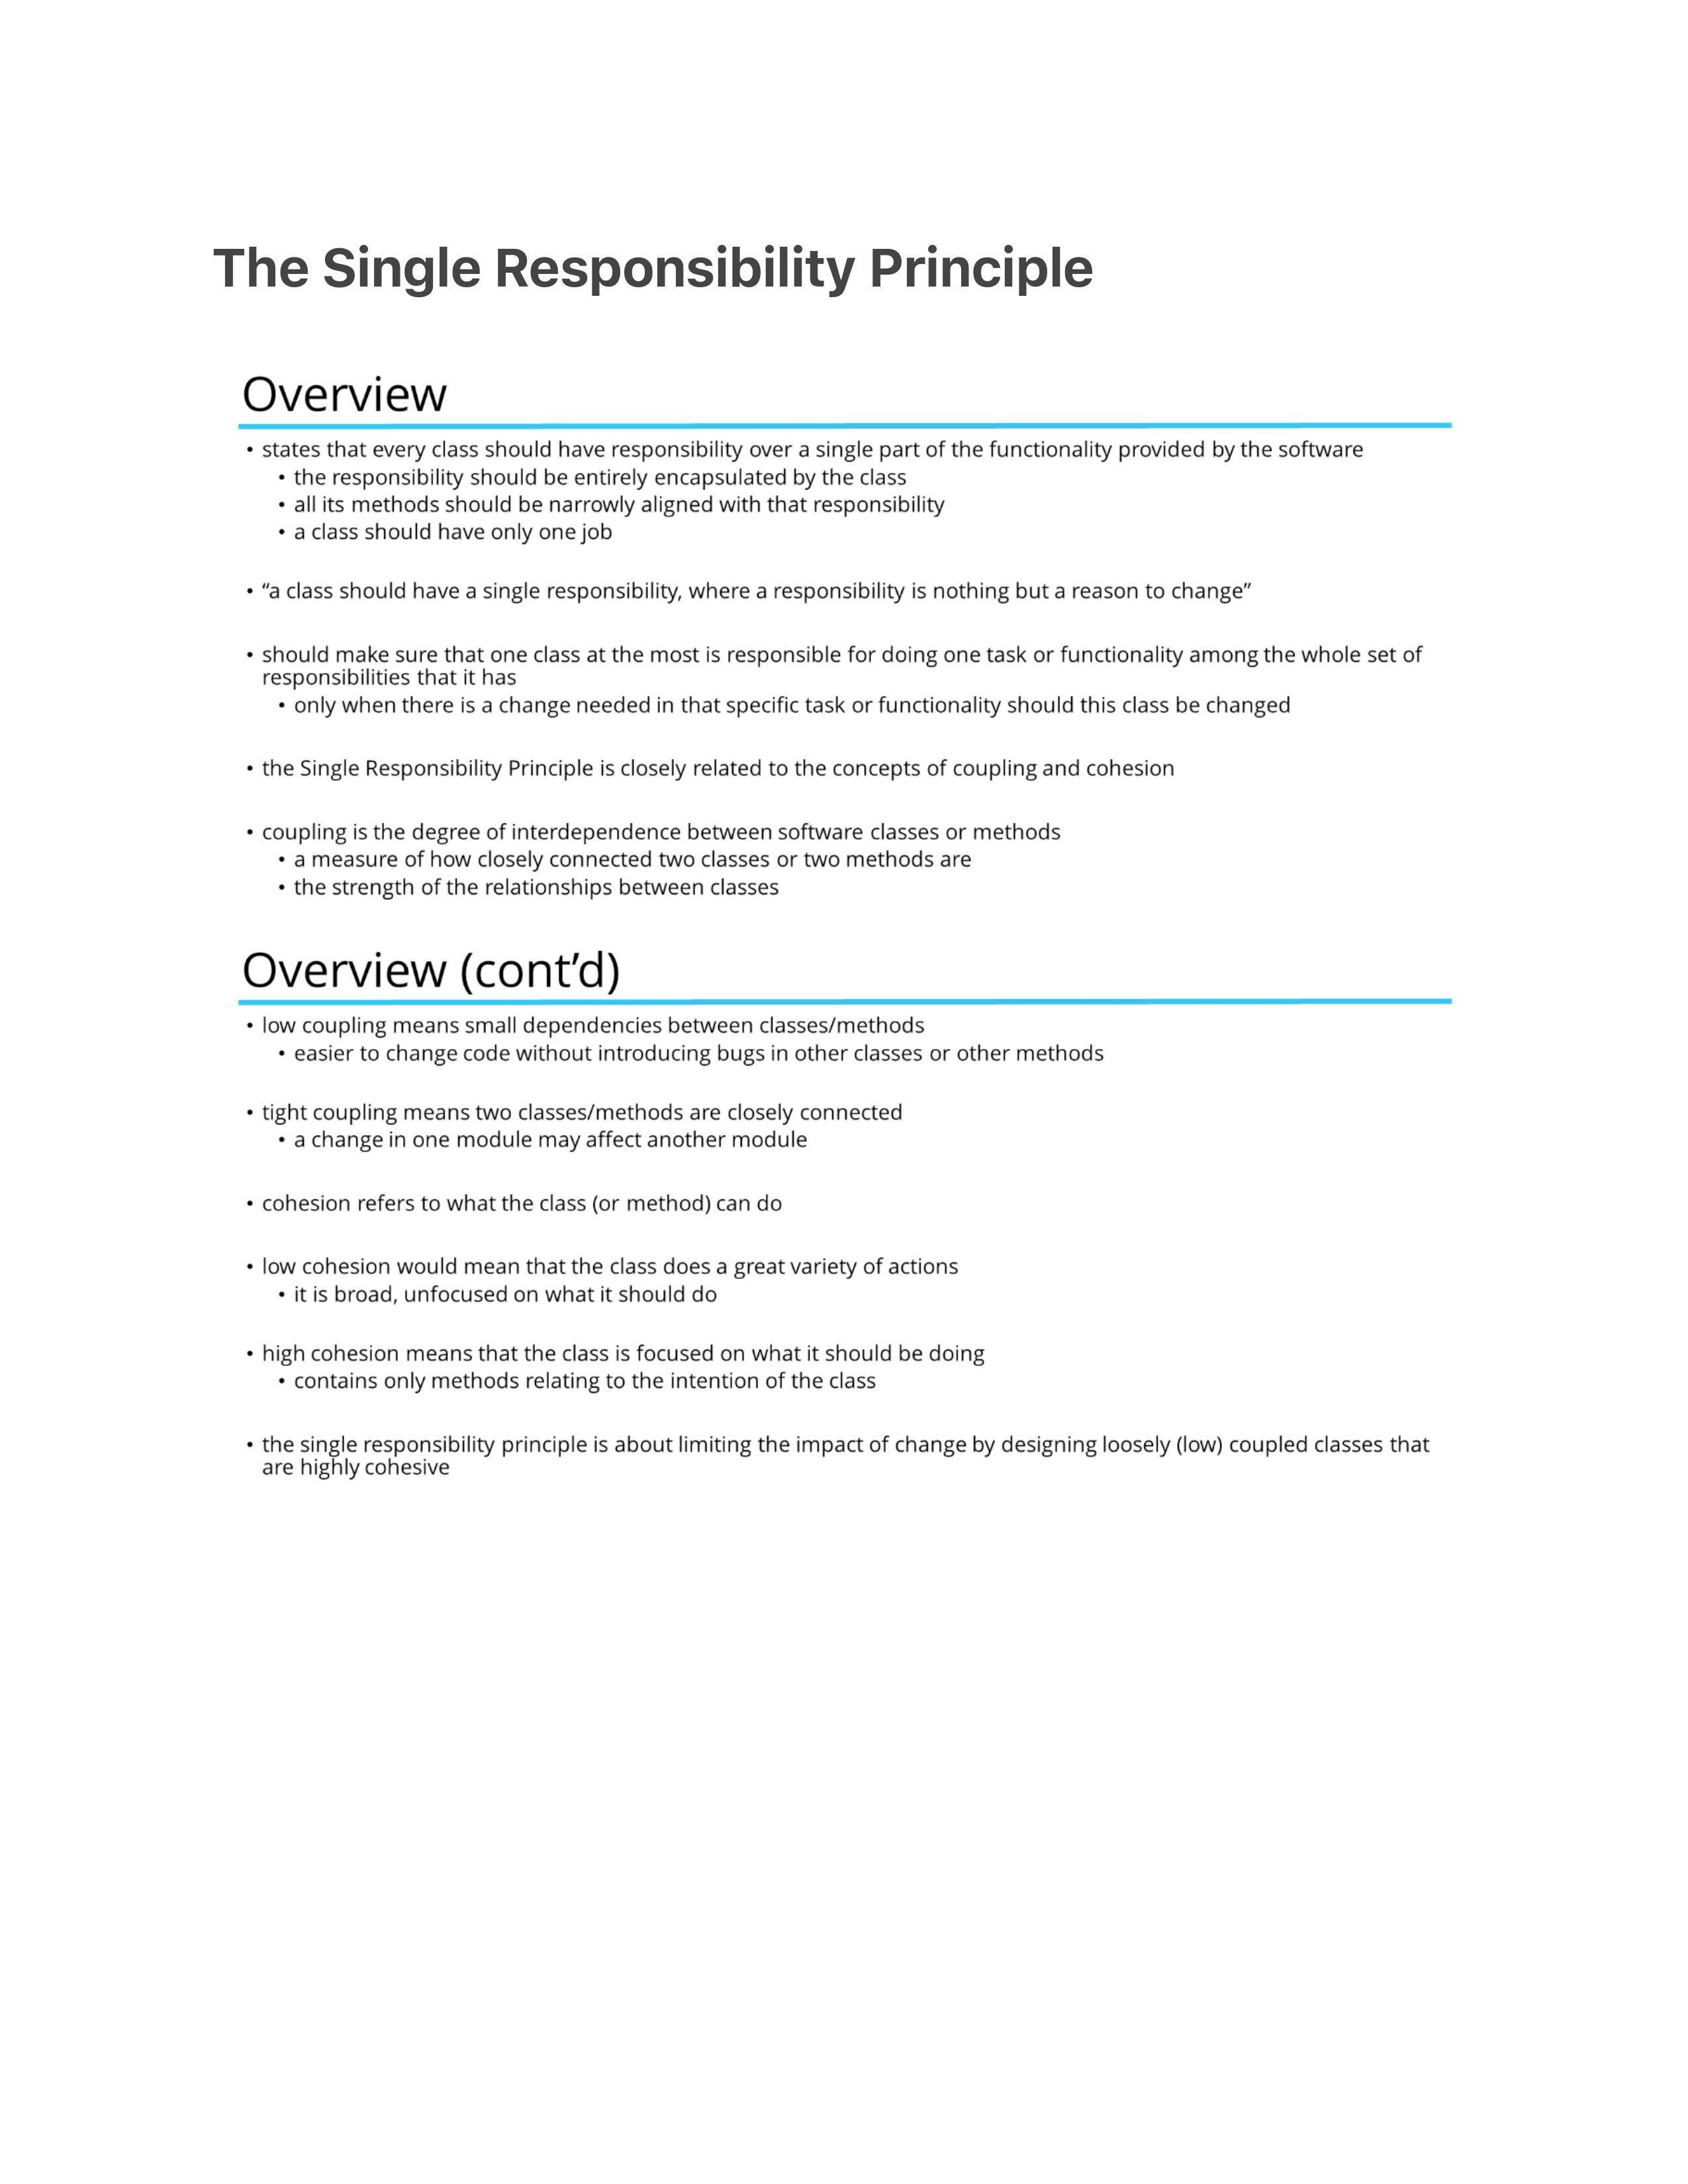 The Single Responsibility Principle
Overview
• states that every class should have responsibility over a single part of the functionality provided by the software
• the responsibility should be entirely encapsulated by the class
• all its methods should be narrowly aligned with that responsibility
• a class should have only one job
• “a class should have a single responsibility, where a responsibility is nothing but a reason to change”
• should make sure that one class at the most is responsible for doing one task or functionality among the whole set of
responsibilities that it has
• only when there is a change needed in that specific task or functionality should this class be changed
• the Single Responsibility Principle is closely related to the concepts of coupling and cohesion
• coupling is the degree of interdependence between software classes or methods
• a measure of how closely connected two classes or two methods are
• the strength of the relationships between classes
Overview (cont’d)
• low coupling means small dependencies between classes/methods
• easier to change code without introducing bugs in other classes or other methods
• tight coupling means two classes/methods are closely connected
• a change in one module may affect another module
• cohesion refers to what the class (or method) can do
• low cohesion would mean that the class does a great variety of actions
• it is broad, unfocused on what it should do
• high cohesion means that the class is focused on what it should be doing
• contains only methods relating to the intention of the class
• the single responsibility principle is about limiting the impact of change by designing loosely (low) coupled classes that
are highly cohesive